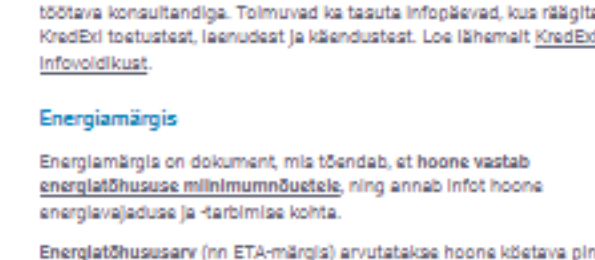 töötava konsultandiga. Toimuvad ka tasuta infopäevad, kus räägita
KredExi toetustest, laenudest ja käendustest. Loe lähemalt KredEx
infovoldikust.
Energiamärgis
Energiamärgis on dokument, mis tõendab, et hoone vastab
energiatõhususe miinimumnõuetele, ning annab infot hoone
energiavajaduse ja -tarbimise kohta.
Energiatõhususarv (nn ETA-märgis) arvutatakse hoone köetava pin